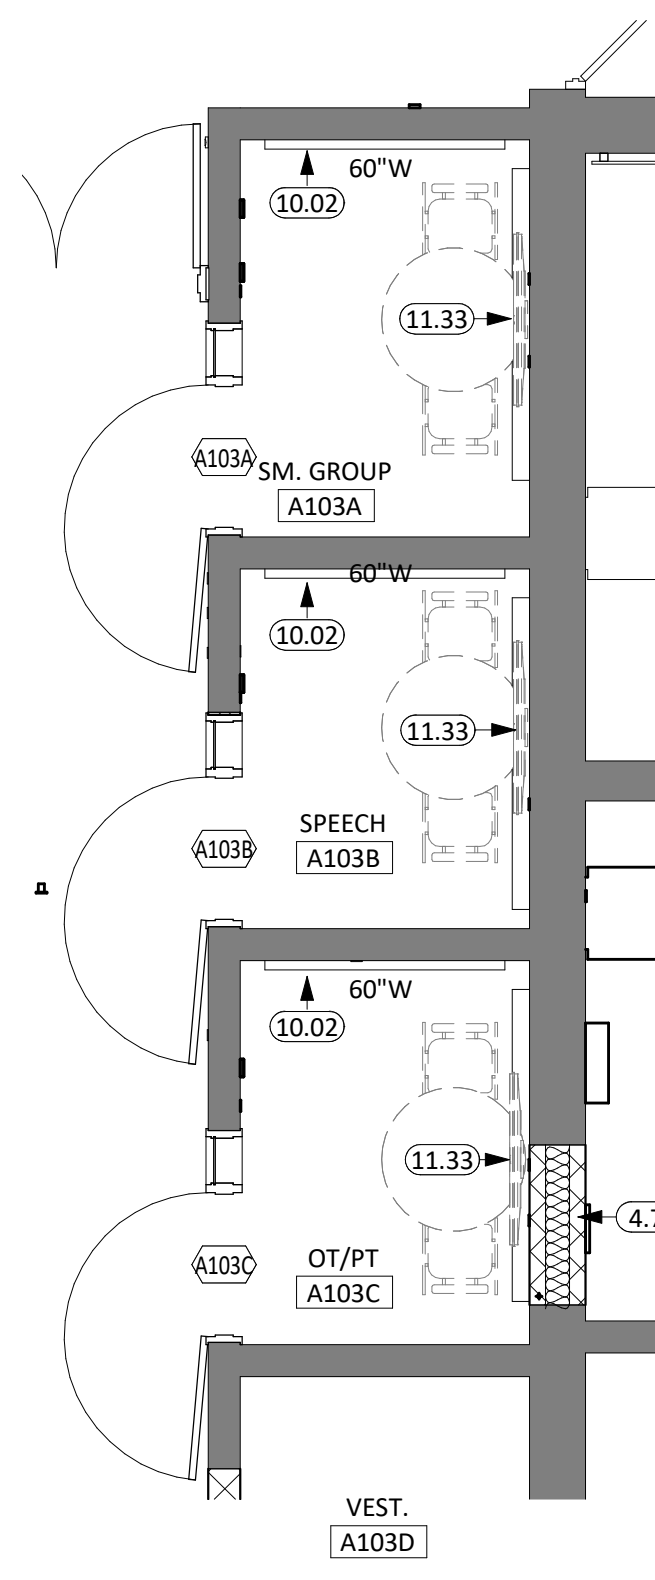 60"W
10.02
11.33
A103A
SM. GROUP
A103A
60"W
10.02
11.33
SPEECH
A103B
A103B
60"W
10.02
11.33
4.7
OT/PT
A103C
A103C
VEST.
A103D